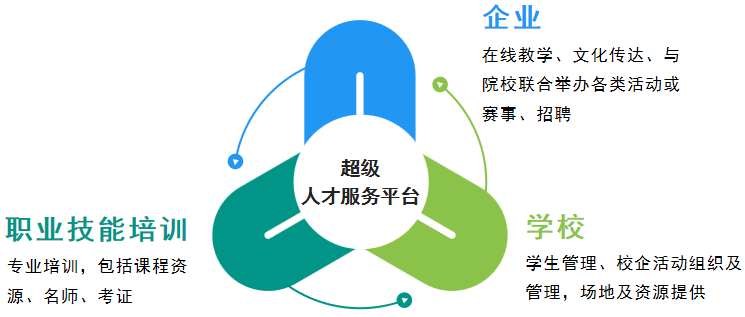 企业
在线教学、文化传达、与
院校联合举办各类活动或
赛事、招聘
超级
人才服务平台
职业技能培训
专业培训，包括课程资
源、名师、考证
学校
学生管理、校企活动组织及
管理，场地及资源提供